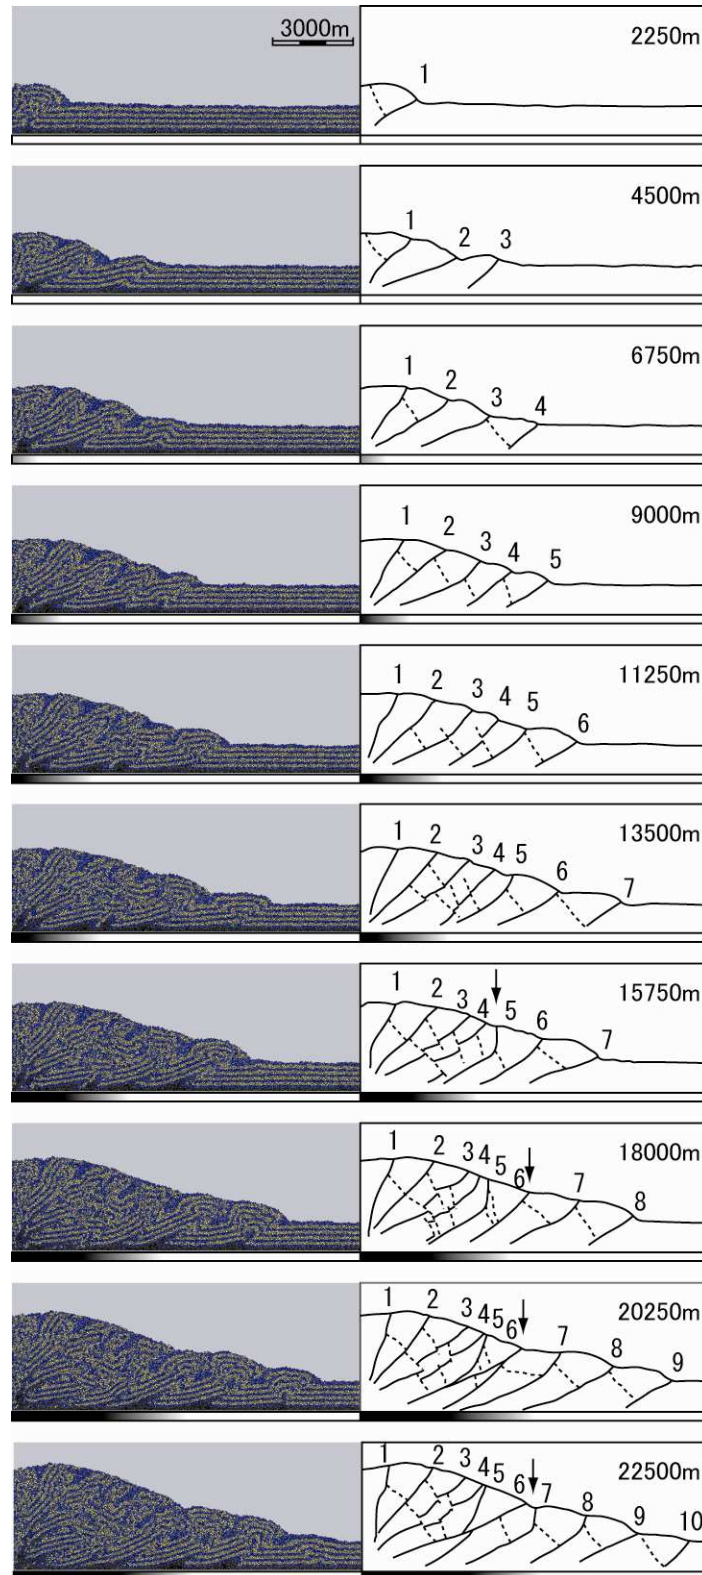 3000m
2250m
1
4500m
1 2 3
6750m
1 2 3 4
9000m
1 2 3 4 5
11250m
1 2 3 4 5 6
13500m
1 2 3 4 5 6 7
15750m
1 2 3 4 5 6 7
18000m
1 2 3 4 5 6 7 8
20250m
1 2 3 4 5 6 7 8 9
22500m
1 2 3 4 5 6 7 8 9 10